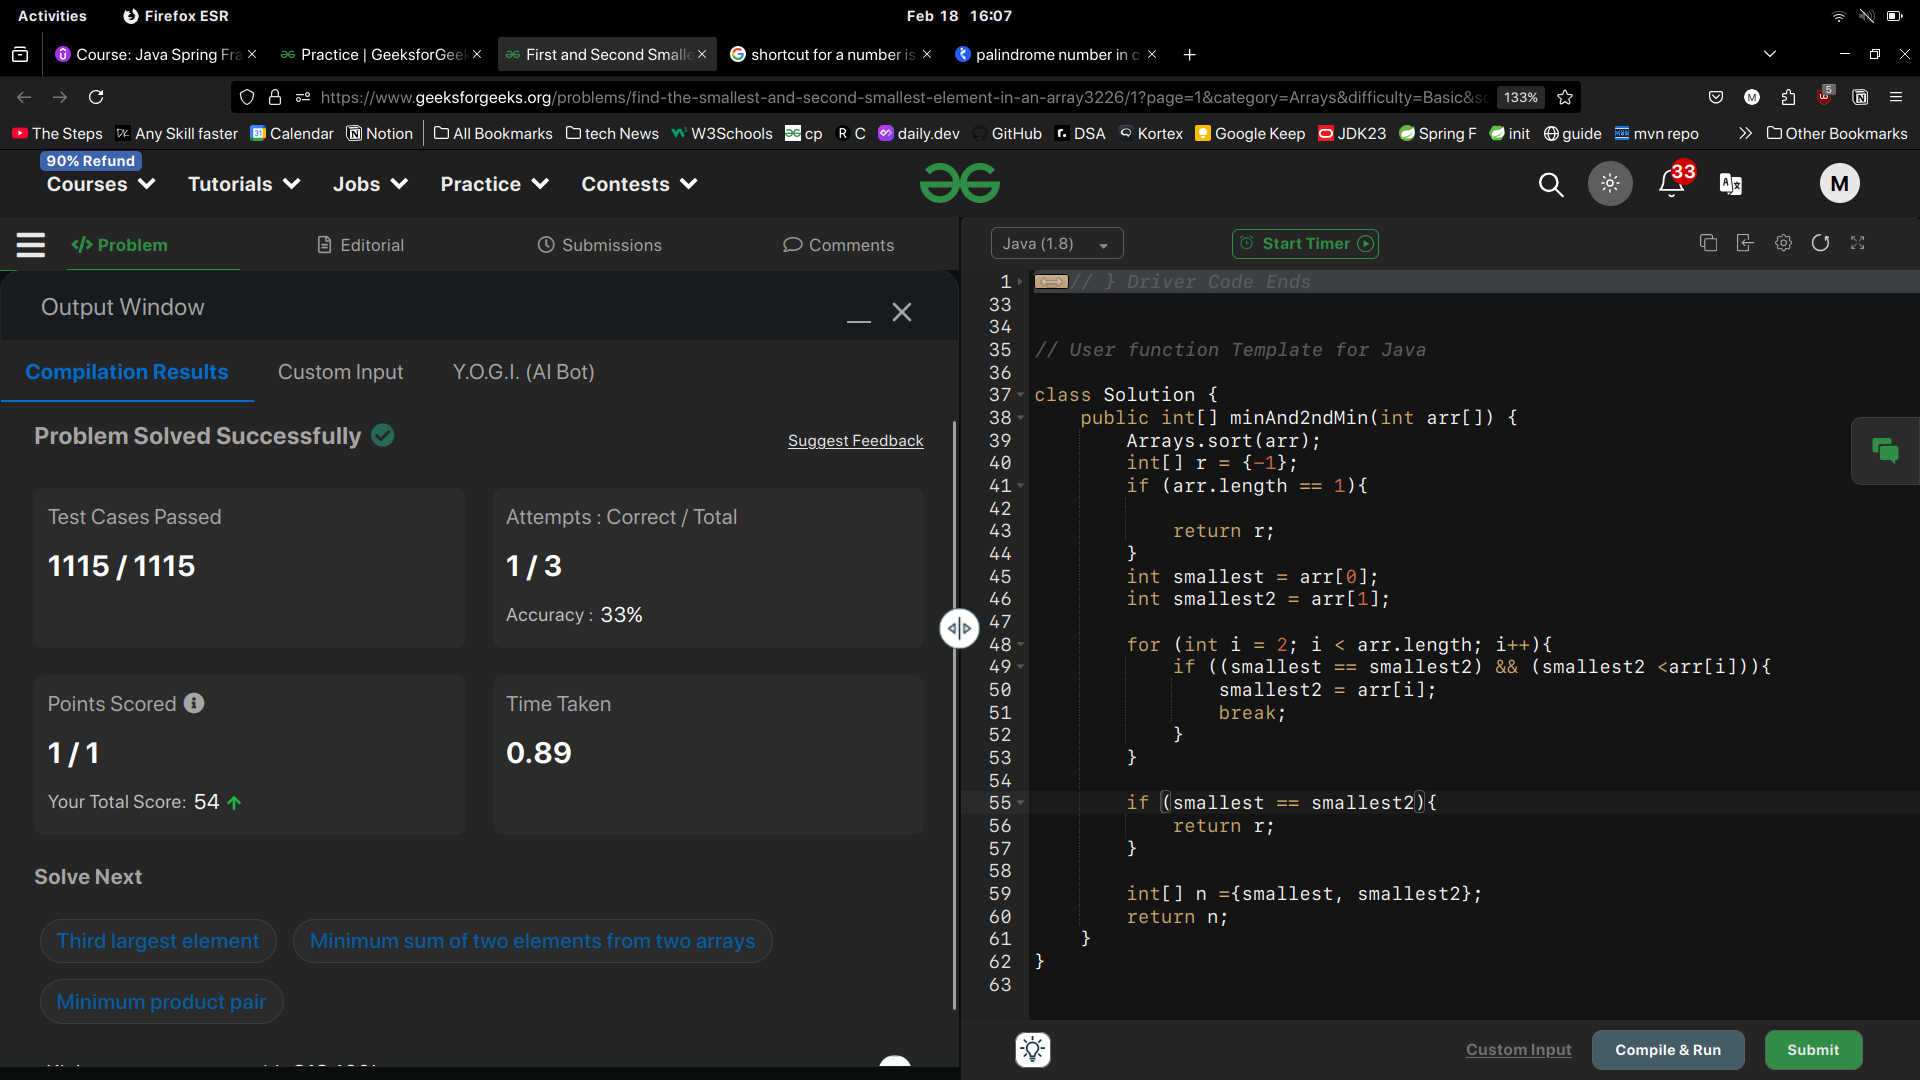 Activities
Firefox ESR
Feb 18 16:07
Course: Java Spring Fra
Practice | GeeksforGeek
First and Second Smalle
shortcut for a number is
palindrome number in c
https://www.geeksforgeeks.org/problems/find-the-smallest-and-second-smallest-element-in-an-array3226/1?page=1&category=Arrays&difficulty=Basic&so
133%
5
The Steps
Any Skill faster
Calendar
Notion
All Bookmarks
tech News
W3Schools
cp
R C
daily.dev
GitHub
DSA
Kortex
Google Keep
JDK23
Spring F
init
guide
mvn repo
Other Bookmarks
90% Refund
Courses
Tutorials
Jobs
Practice
Contests
33
M
Problem
Editorial
Submissions
Comments
Output Window
Compilation Results
Custom Input
Y.O.G.I. (AI Bot)
Problem Solved Successfully
Suggest Feedback
Test Cases Passed
1115 / 1115
Attempts : Correct / Total
1 / 3
Accuracy : 33%
Points Scored
1 / 1
Your Total Score: 54
Time Taken
0.89
Solve Next
Third largest element
Minimum sum of two elements from two arrays
Minimum product pair
Java (1.8)
Start Timer
1 // } Driver Code Ends
33
34
35 // User function Template for Java
36
37 class Solution {
38 public int[] minAnd2ndMin(int arr[]) {
39 Arrays.sort(arr);
40 int[] r = {-1};
41 if (arr.length == 1){
42
43 return r;
44 }
45 int smallest = arr[0];
46 int smallest2 = arr[1];
47
48 for (int i = 2; i < arr.length; i++){
49 if ((smallest == smallest2) && (smallest2 <arr[i])){
50 smallest2 = arr[i];
51 break;
52 }
53 }
54
55 if (smallest == smallest2){
56 return r;
57 }
58
59 int[] n ={smallest, smallest2};
60 return n;
61 }
62 }
63
Custom Input
Compile & Run
Submit